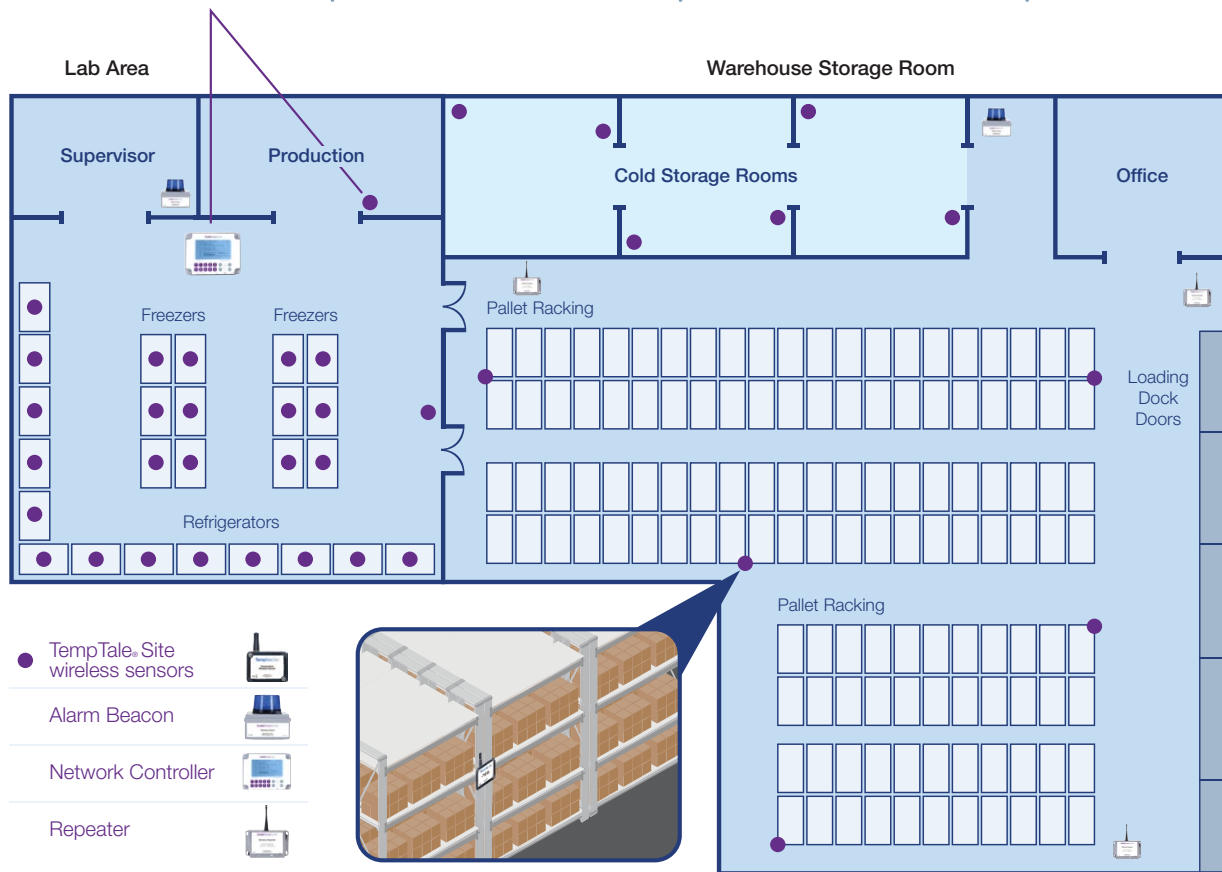 Lab Area
Warehouse Storage Room
Supervisor
Production
Cold Storage Rooms
Office
Pallet Racking
Freezers
Freezers
Loading
Dock
Doors
Refrigerators
Pallet Racking
TempTale® Site
wireless sensors
Alarm Beacon
Network Controller
Repeater